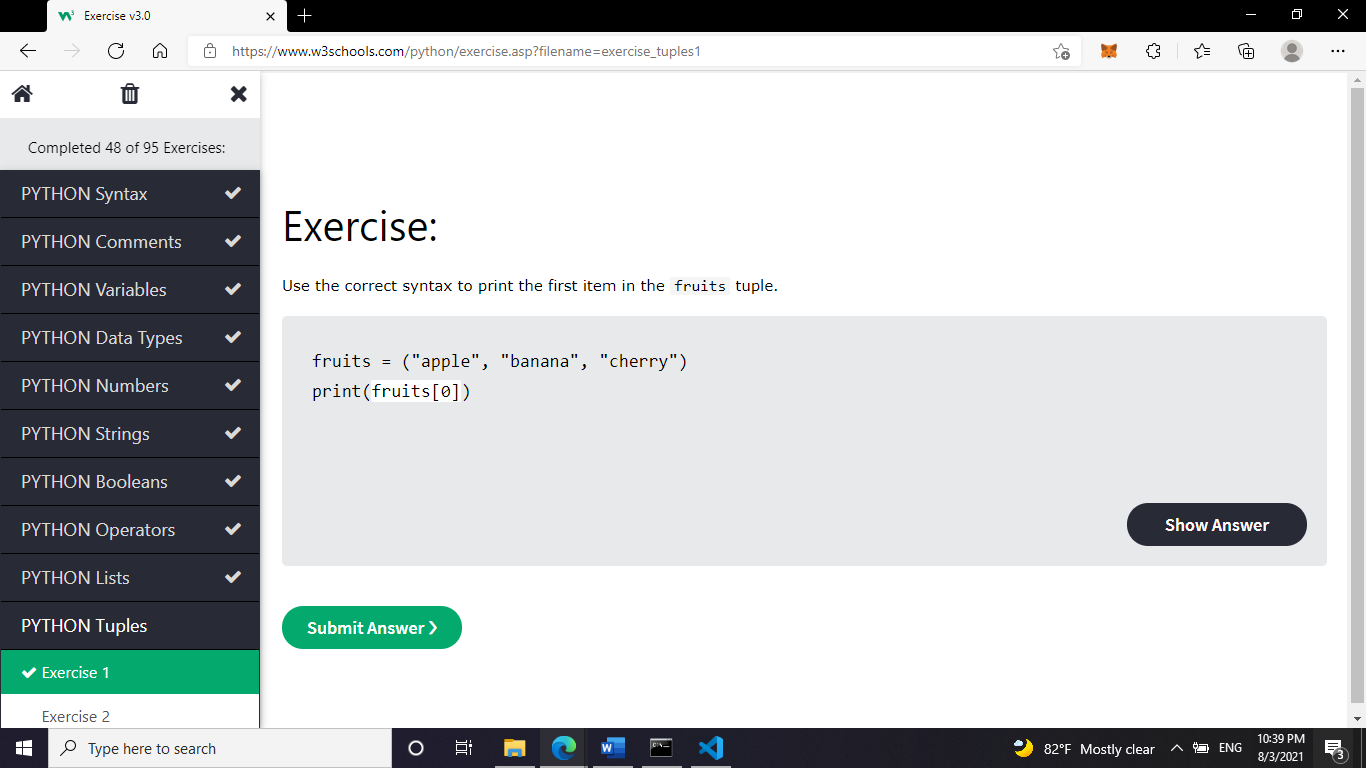 Exercise v3.0
https://www.w3schools.com/python/exercise.asp?filename=exercise_tuples1
Completed 48 of 95 Exercises:
PYTHON Syntax
PYTHON Comments
PYTHON Variables
PYTHON Data Types
PYTHON Numbers
PYTHON Strings
PYTHON Booleans
PYTHON Operators
PYTHON Lists
PYTHON Tuples
Exercise 1
Exercise 2
Exercise:
Use the correct syntax to print the first item in the fruits tuple.
fruits = ("apple", "banana", "cherry")
print(fruits[0])
Show Answer
Submit Answer ❯
Type here to search
82°F Mostly clear
ENG
10:39 PM
8/3/2021
3